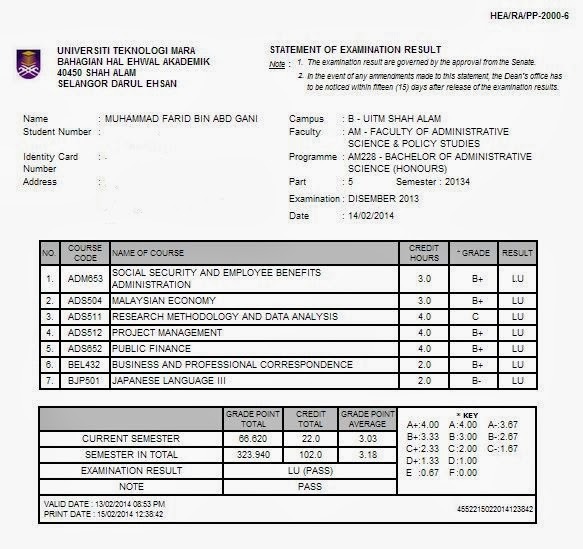 HEA/RA/PP-2000-6
UNIVERSITI TEKNOLOGI MARA
BAHAGIAN HAL EHWAL AKADEMIK
40450 SHAH ALAM
SELANGOR DARUL EHSAN
STATEMENT OF EXAMINATION RESULT
Note : 1. The examination result are governed by the approval from the Senate.
2. In the event of any ammendments made to this statement, the Dean's office has
to be notified within fifteen (15) days after release of the examination results.
Name : MUHAMMAD FARID BIN ABD GANI
Student Number :
Identity Card :
Number
Address :
Campus : B - UITM SHAH ALAM
Faculty : AM - FACULTY OF ADMINISTRATIVE
SCIENCE & POLICY STUDIES
Programme : AM228 - BACHELOR OF ADMINISTRATIVE
SCIENCE (HONOURS)
Part : 5 Semester : 20134
Examination : DISEMBER 2013
Date : 14/02/2014
NO. COURSE CODE NAME OF COURSE CREDIT HOURS * GRADE RESULT
1. ADM653 SOCIAL SECURITY AND EMPLOYEE BENEFITS ADMINISTRATION 3.0 B+ LU
2. ADS504 MALAYSIAN ECONOMY 3.0 B+ LU
3. ADS511 RESEARCH METHODOLOGY AND DATA ANALYSIS 4.0 C LU
4. ADS512 PROJECT MANAGEMENT 4.0 B+ LU
5. ADS652 PUBLIC FINANCE 4.0 B+ LU
6. BEL432 BUSINESS AND PROFESSIONAL CORRESPONDENCE 2.0 B+ LU
7. BJP501 JAPANESE LANGUAGE III 2.0 B- LU
GRADE POINT TOTAL CREDIT TOTAL GRADE POINT AVERAGE
CURRENT SEMESTER 66.620 22.0 3.03
SEMESTER IN TOTAL 323.940 102.0 3.18
EXAMINATION RESULT LU (PASS)
NOTE PASS
* KEY
A+:4.00 A:4.00 A-:3.67
B+:3.33 B:3.00 B-:2.67
C+:2.33 C:2.00 C-:1.67
D+:1.33 D:1.00
E :0.67 F:0.00
VALID DATE : 13/02/2014 08:53 PM
PRINT DATE : 15/02/2014 12:38:42
4552215022014123842